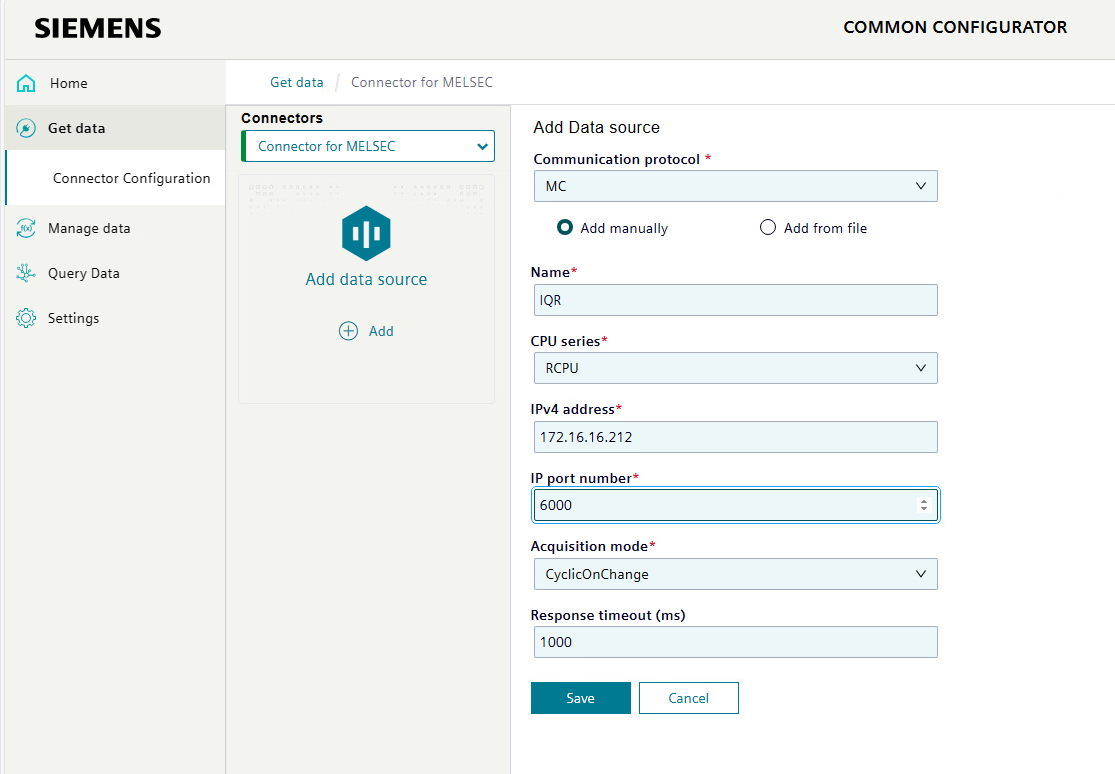 SIEMENS
COMMON CONFIGURATOR
Home
Get data
Connector Configuration
Manage data
Query Data
Settings
Get data / Connector for MELSEC
Connectors
Connector for MELSEC
Add data source
Add
Add Data source
Communication protocol *
MC
Add manually
Add from file
Name*
IQR
CPU series*
RCPU
IPv4 address*
172.16.16.212
IP port number*
6000
Acquisition mode*
CyclicOnChange
Response timeout (ms)
1000
Save
Cancel